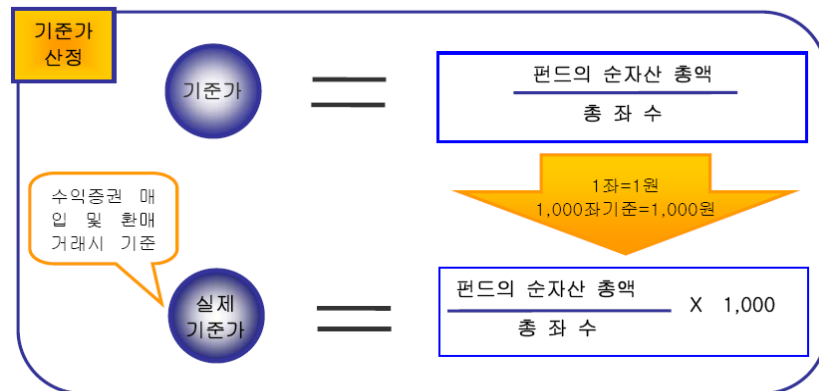 기준가
산정
기준가
펀드의 순자산 총액
총 좌 수
1좌=1원
1,000좌기준=1,000원
수익증권 매
입 및 환매
거래시 기준
실제
기준가
펀드의 순자산 총액
총 좌 수
X 1,000